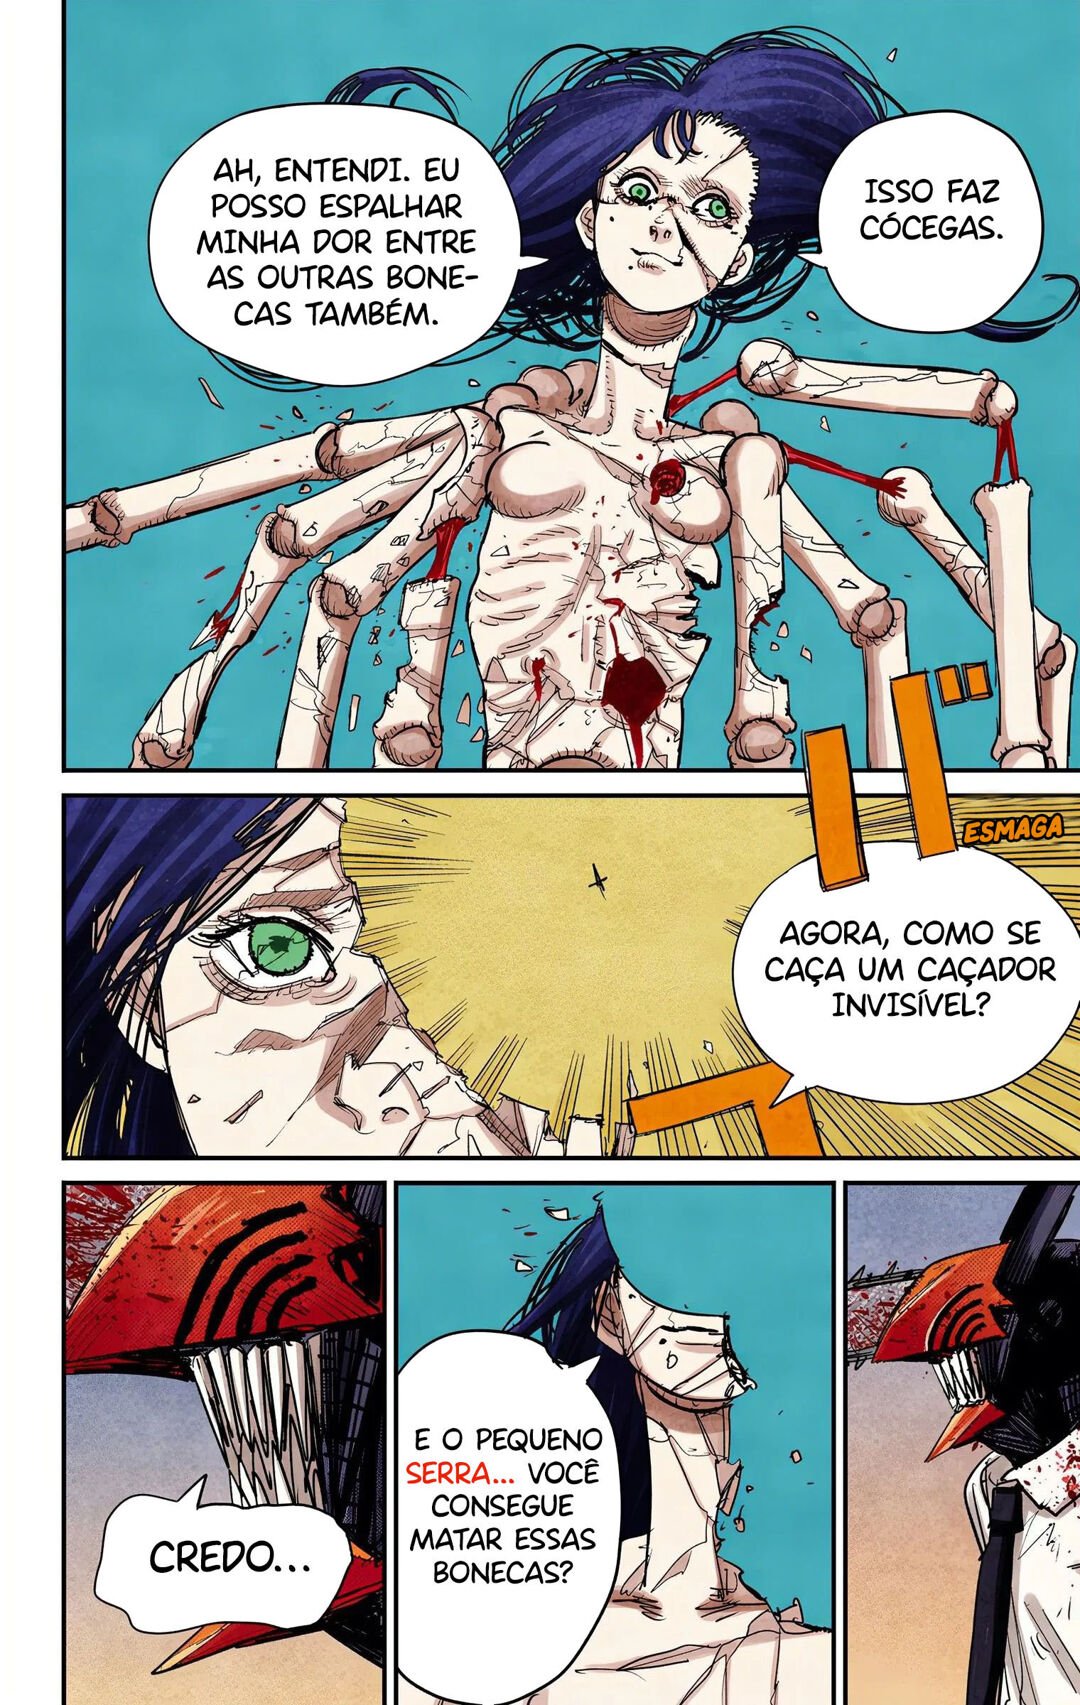 AH, ENTENDI. EU
POSSO ESPALHAR
MINHA DOR ENTRE
AS OUTRAS BONE-
CAS TAMBÉM.
ISSO FAZ
CÓCEGAS.
バ
ESMAGA
AGORA, COMO SE
CAÇA UM CAÇADOR
INVISÍVEL?
CREDO...
E O PEQUENO
SERRA... VOCÊ
CONSEGUE
MATAR ESSAS
BONECAS?